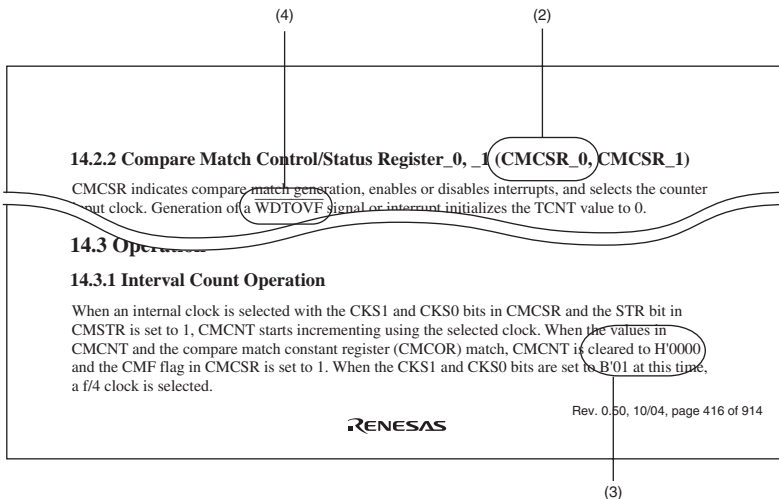 (4) (2)
14.2.2 Compare Match Control/Status Register_0, _1 (CMCSR_0, CMCSR_1)
CMCSR indicates compare match generation, enables or disables interrupts, and selects the counter
input clock. Generation of a WDTOVF signal or interrupt initializes the TCNT value to 0.
14.3 Operation
14.3.1 Interval Count Operation
When an internal clock is selected with the CKS1 and CKS0 bits in CMCSR and the STR bit in
CMSTR is set to 1, CMCNT starts incrementing using the selected clock. When the values in
CMCNT and the compare match constant register (CMCOR) match, CMCNT is cleared to H'0000
and the CMF flag in CMCSR is set to 1. When the CKS1 and CKS0 bits are set to B'01 at this time,
a f/4 clock is selected.
Rev. 0.50, 10/04, page 416 of 914
RENESAS
(3)